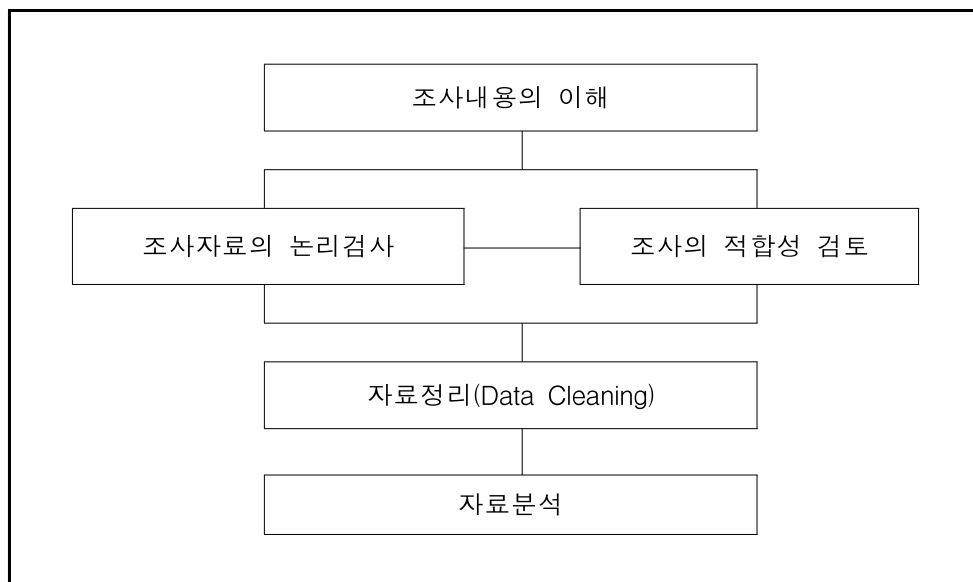 조사내용의 이해
조사자료의 논리검사
조사의 적합성 검토
자료정리(Data Cleaning)
자료분석